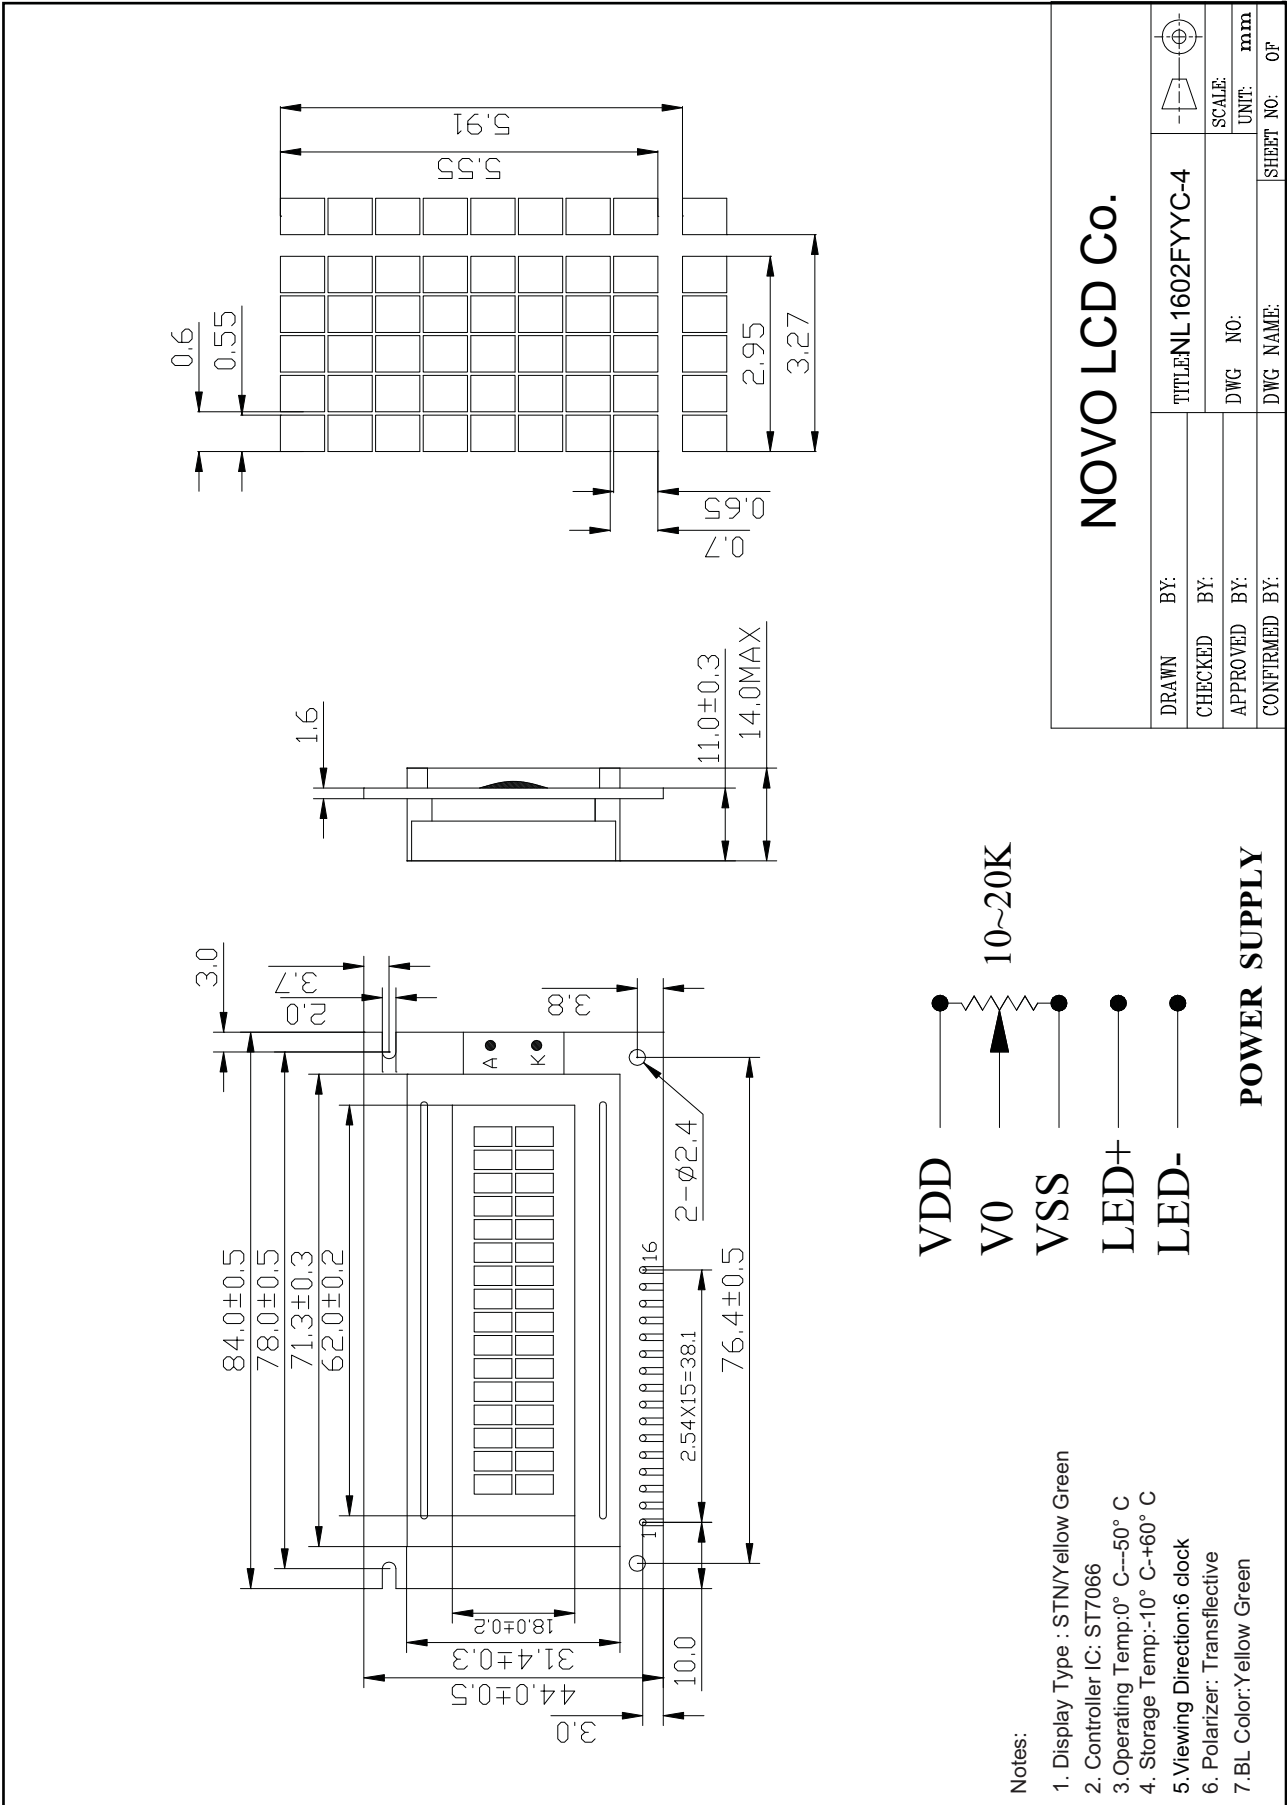 84.0±0.5
78.0±0.5
71.3±0.3
62.0±0.2
3.0
3.7
2.0
A
K
3.8
2-Ø2.4
18.0±0.2
31.4±0.3
44.0±0.5
3.0
10.0
1
16
2.54X15=38.1
76.4±0.5
1.6
11.0±0.3
14.0MAX
0.6
0.55
5.91
5.55
2.95
3.27
0.65
0.7
Notes:
1. Display Type : STN/Yellow Green
2. Controller IC: ST7066
3.Operating Temp:0° C---50° C
4. Storage Temp:-10° C-+60° C
5.Viewing Direction:6 clock
6. Polarizer: Transflective
7.BL Color:Yellow Green
VDD
V0
VSS
LED+
LED-
10~20K
POWER SUPPLY
NOVO LCD Co.
DRAWN BY:
CHECKED BY:
APPROVED BY:
CONFIRMED BY:
TITLE:NL1602FYYC-4
DWG NO:
DWG NAME:
SCALE:
UNIT: mm
SHEET NO: OF